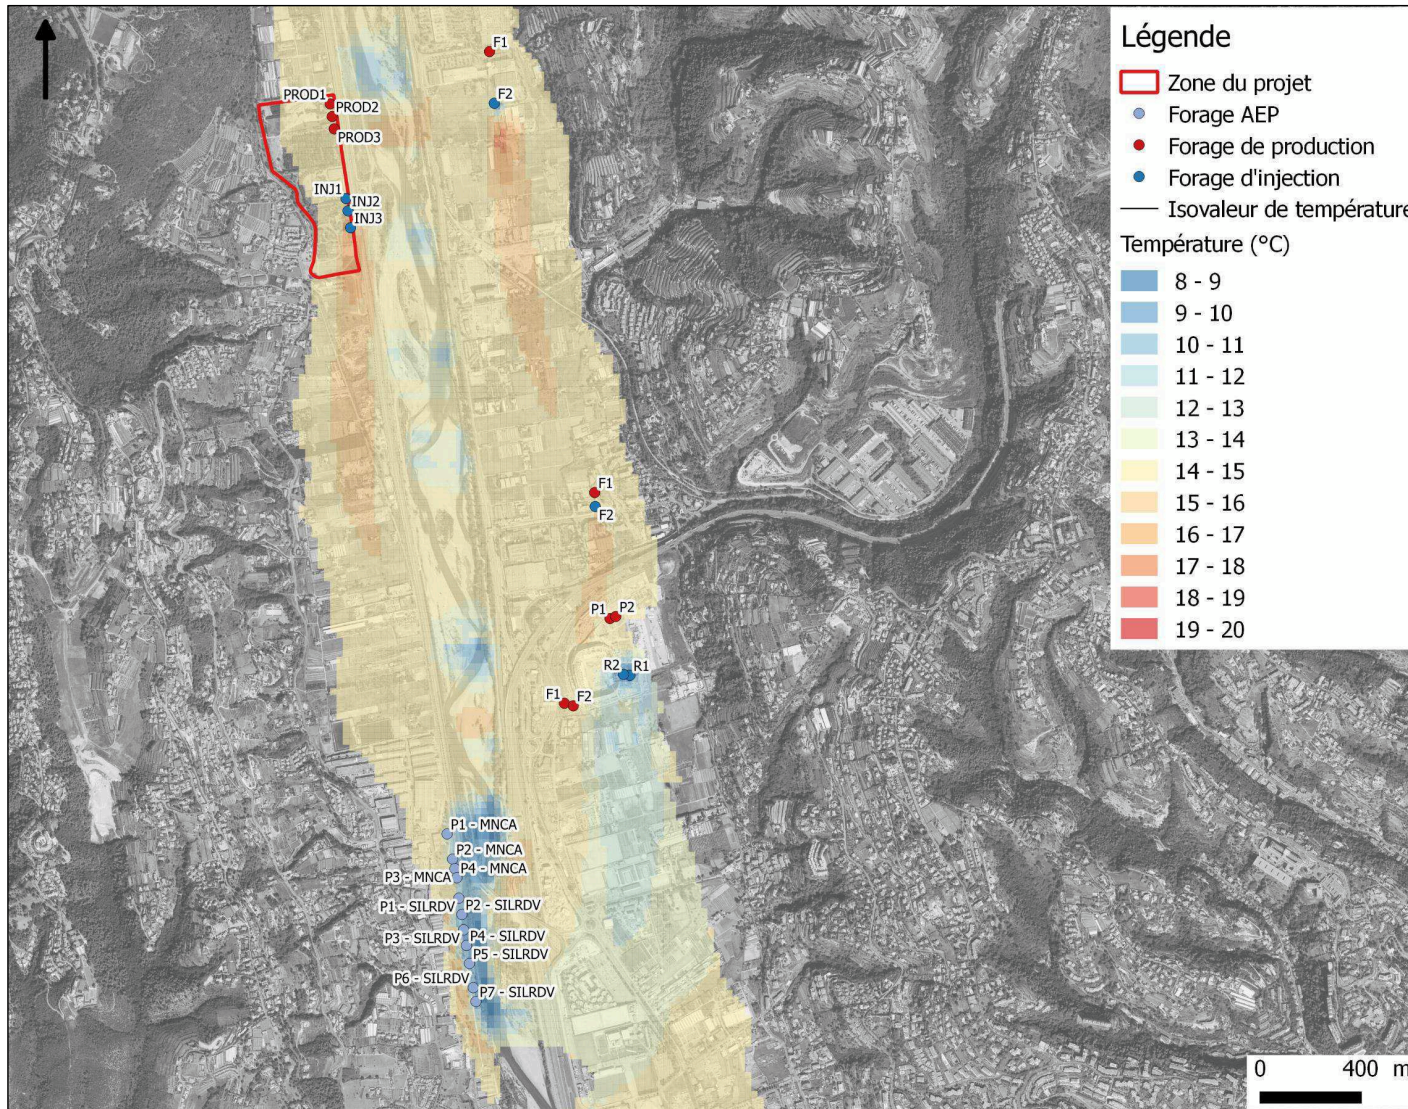 F1
F2
PROD1
PROD2
PROD3
INJ1
INJ2
INJ3
F1
F2
P1 P2
R2 R1
F1 F2
P1 - MNCA
P2 - MNCA
P4 - MNCA
P3 - MNCA
P1 - SILRDV P2 - SILRDV
P3 - SILRDV P4 - SILRDV
P5 - SILRDV
P6 - SILRDV
P7 - SILRDV
Légende
Zone du projet
Forage AEP
Forage de production
Forage d'injection
Isovaleur de température
Température (°C)
8 - 9
9 - 10
10 - 11
11 - 12
12 - 13
13 - 14
14 - 15
15 - 16
16 - 17
17 - 18
18 - 19
19 - 20
0 400 m